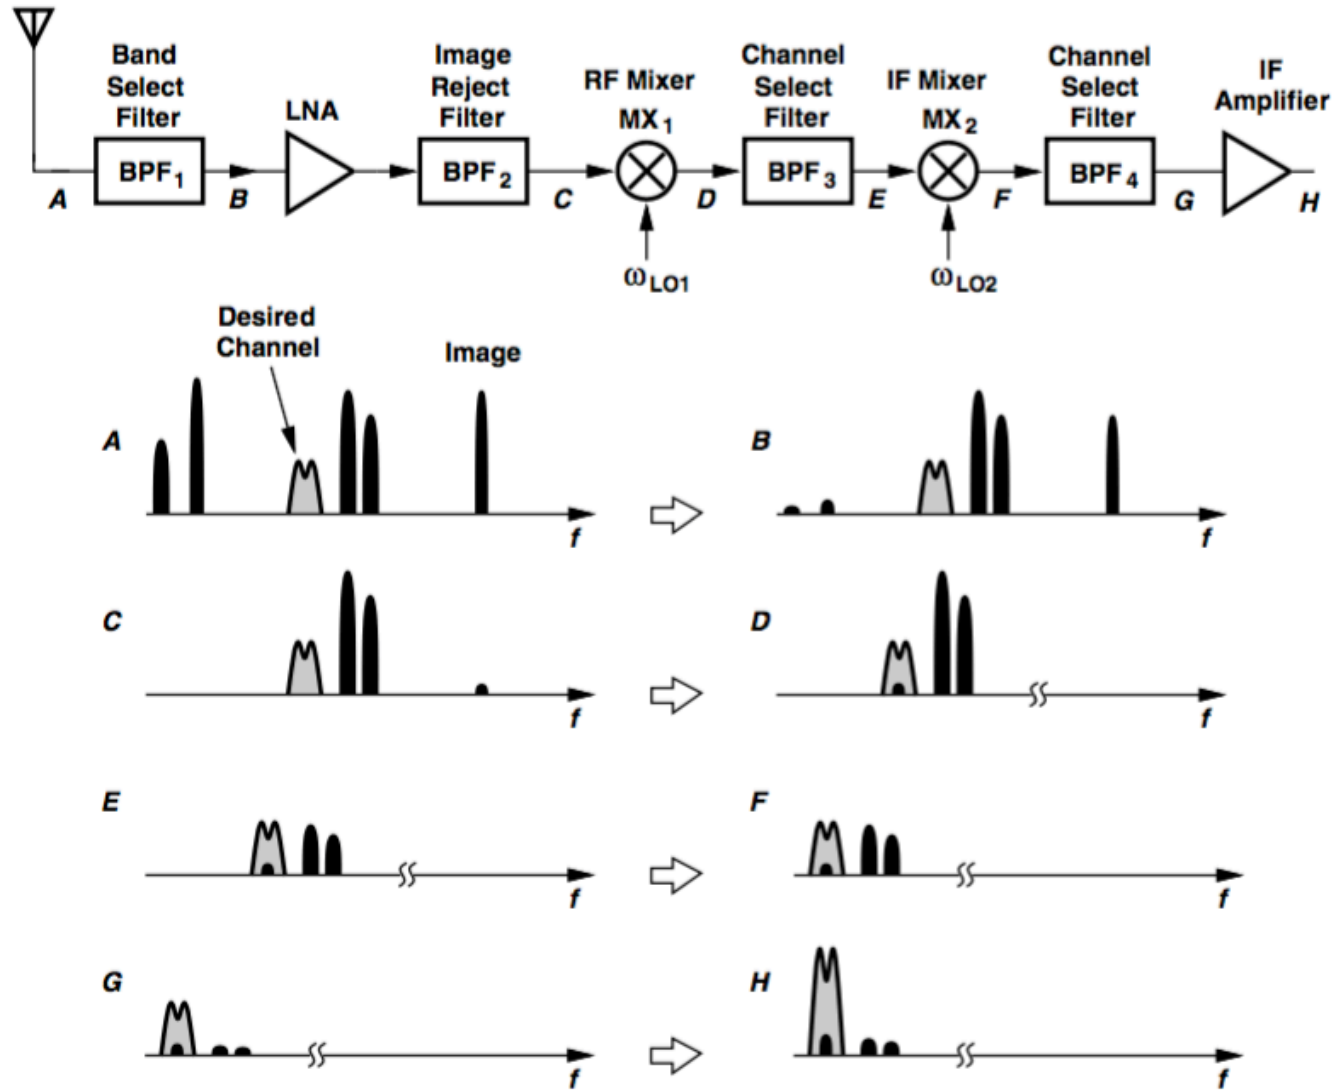 Band
Select
Filter
LNA
Image
Reject
Filter
RF Mixer
MX1
Channel
Select
Filter
IF Mixer
MX2
Channel
Select
Filter
IF
Amplifier
BPF1
BPF2
BPF3
BPF4
A
B
C
D
E
F
G
H
ωLO1
ωLO2
Desired
Channel
Image
A
f
B
f
C
f
D
f
E
f
F
f
G
f
H
f